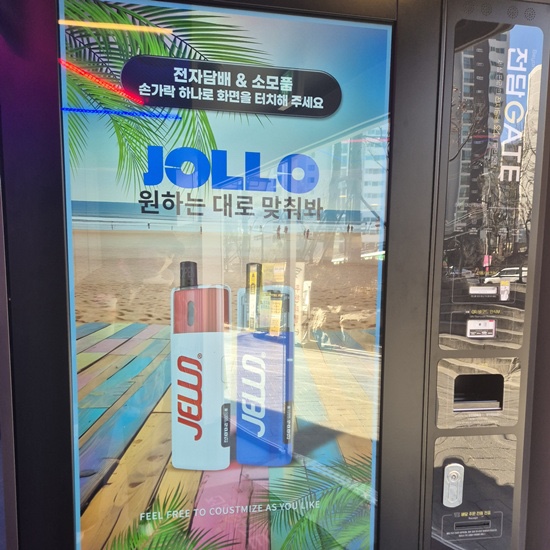 전자담배 & 소모품
손가락 하나로 화면을 터치해 주세요
JOLLO
원하는 대로 맞춰봐
JELLO®
JELLO
FEEL FREE TO COUSTMIZE AS YOU LIKE
전담GATE